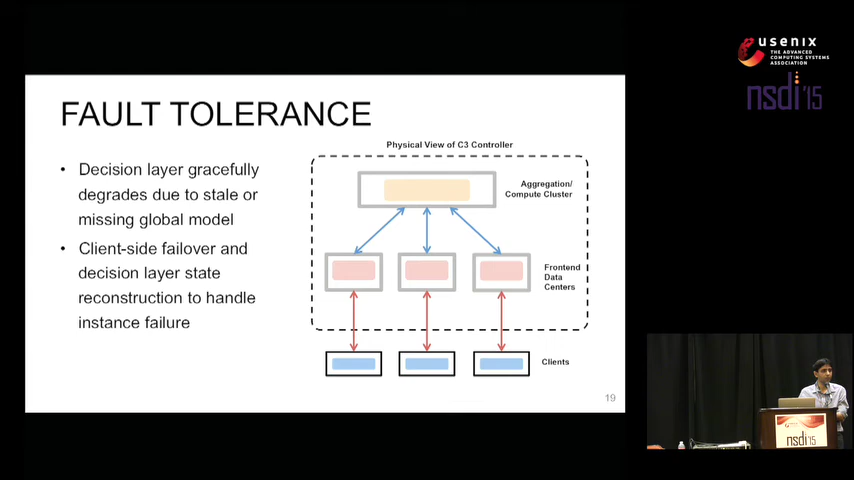 usenix
THE ADVANCED
COMPUTING SYSTEMS
ASSOCIATION
nsdi '15
FAULT TOLERANCE
• Decision layer gracefully
degrades due to stale or
missing global model
• Client-side failover and
decision layer state
reconstruction to handle
instance failure
Physical View of C3 Controller
Aggregation/
Compute Cluster
Frontend
Data
Centers
Clients
19
nsdi'15